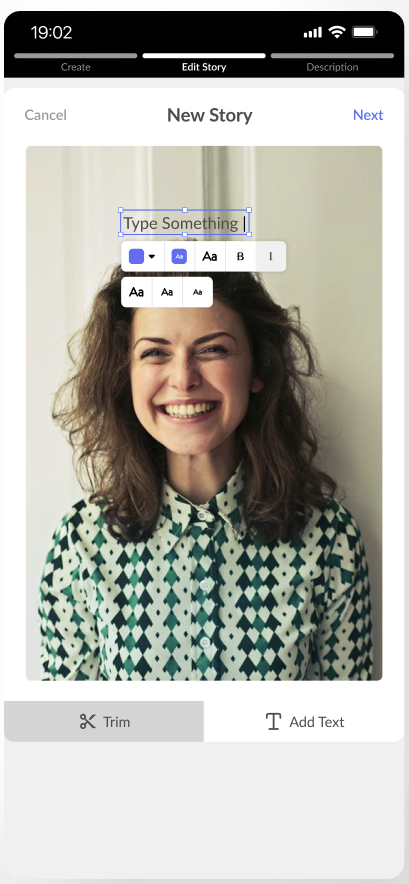 19:02
Create Edit Story Description
Cancel New Story Next
Type Something
Aa Aa B I
Aa Aa Aa
Trim Add Text